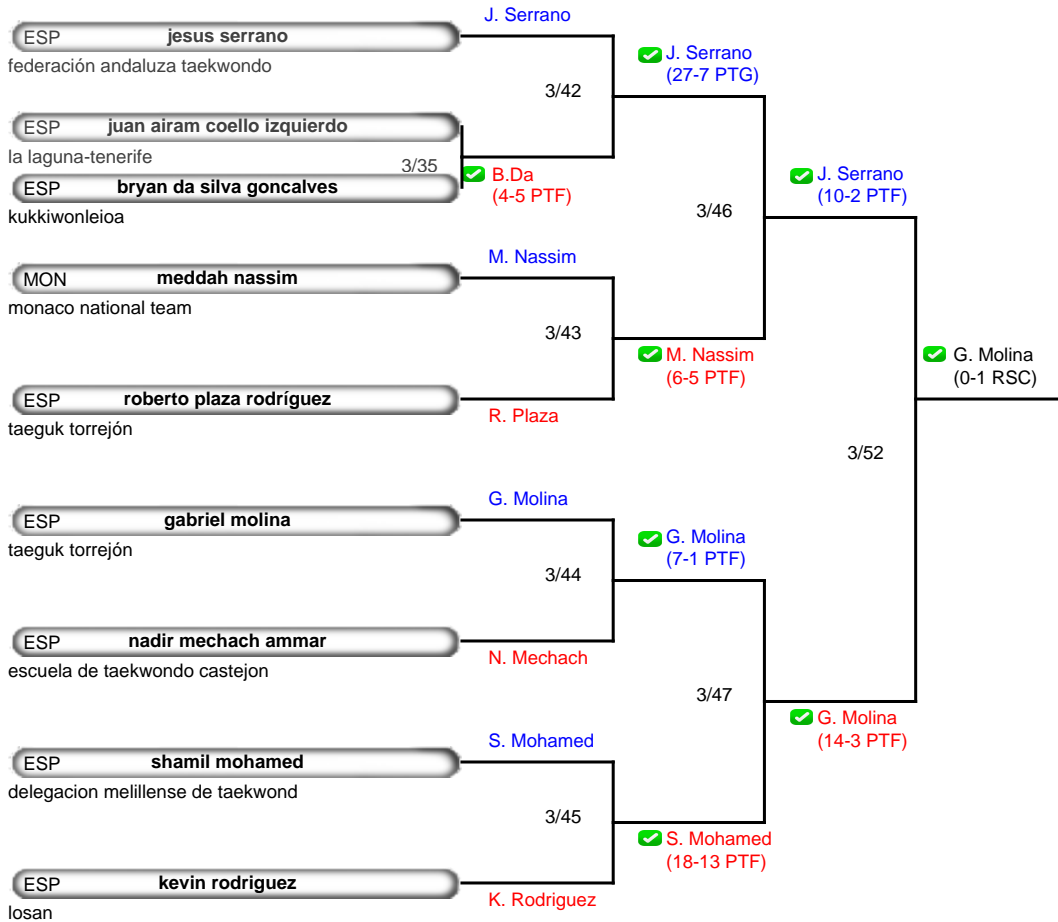 J. Serrano
ESP jesus serrano
federación andaluza taekwondo
3/42
J. Serrano
(27-7 PTG)
ESP juan airam coello izquierdo
la laguna-tenerife
3/35
B.Da
(4-5 PTF)
ESP bryan da silva goncalves
kukkiwonleioa
J. Serrano
(10-2 PTF)
3/46
M. Nassim
MON meddah nassim
monaco national team
3/43
M. Nassim
(6-5 PTF)
G. Molina
(0-1 RSC)
ESP roberto plaza rodríguez
R. Plaza
taeguk torrejón
3/52
G. Molina
ESP gabriel molina
taeguk torrejón
G. Molina
(7-1 PTF)
3/44
ESP nadir mechach ammar
N. Mechach
escuela de taekwondo castejon
3/47
G. Molina
(14-3 PTF)
S. Mohamed
ESP shamil mohamed
delegacion melillense de taekwond
3/45
S. Mohamed
(18-13 PTF)
ESP kevin rodriguez
K. Rodriguez
losan